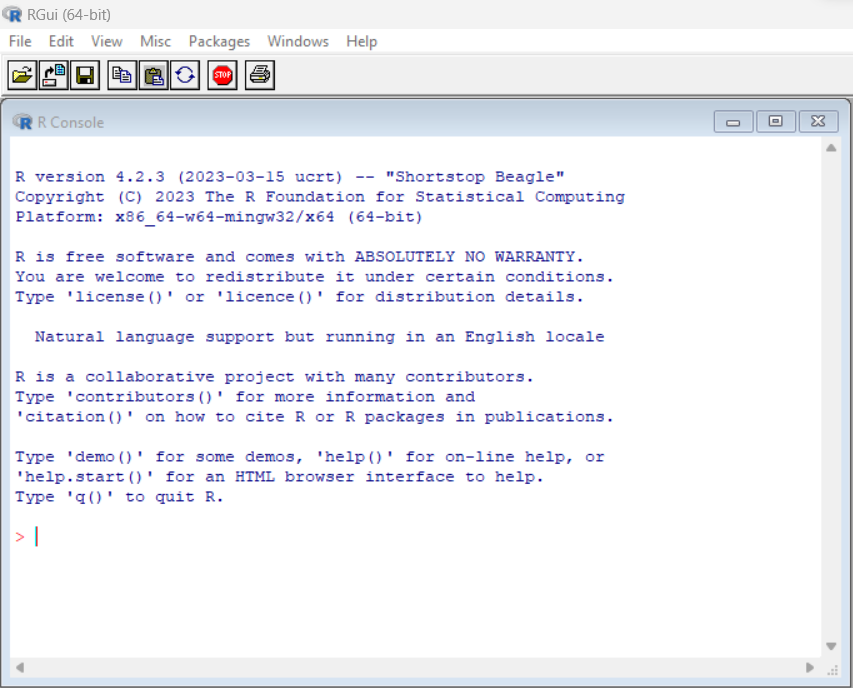 RGui (64-bit)
File Edit View Misc Packages Windows Help
STOP
R Console
R version 4.2.3 (2023-03-15 ucrt) -- "Shortstop Beagle"
Copyright (C) 2023 The R Foundation for Statistical Computing
Platform: x86_64-w64-mingw32/x64 (64-bit)
R is free software and comes with ABSOLUTELY NO WARRANTY.
You are welcome to redistribute it under certain conditions.
Type 'license()' or 'licence()' for distribution details.
Natural language support but running in an English locale
R is a collaborative project with many contributors.
Type 'contributors()' for more information and
'citation()' on how to cite R or R packages in publications.
Type 'demo()' for some demos, 'help()' for on-line help, or
'help.start()' for an HTML browser interface to help.
Type 'q()' to quit R.
>